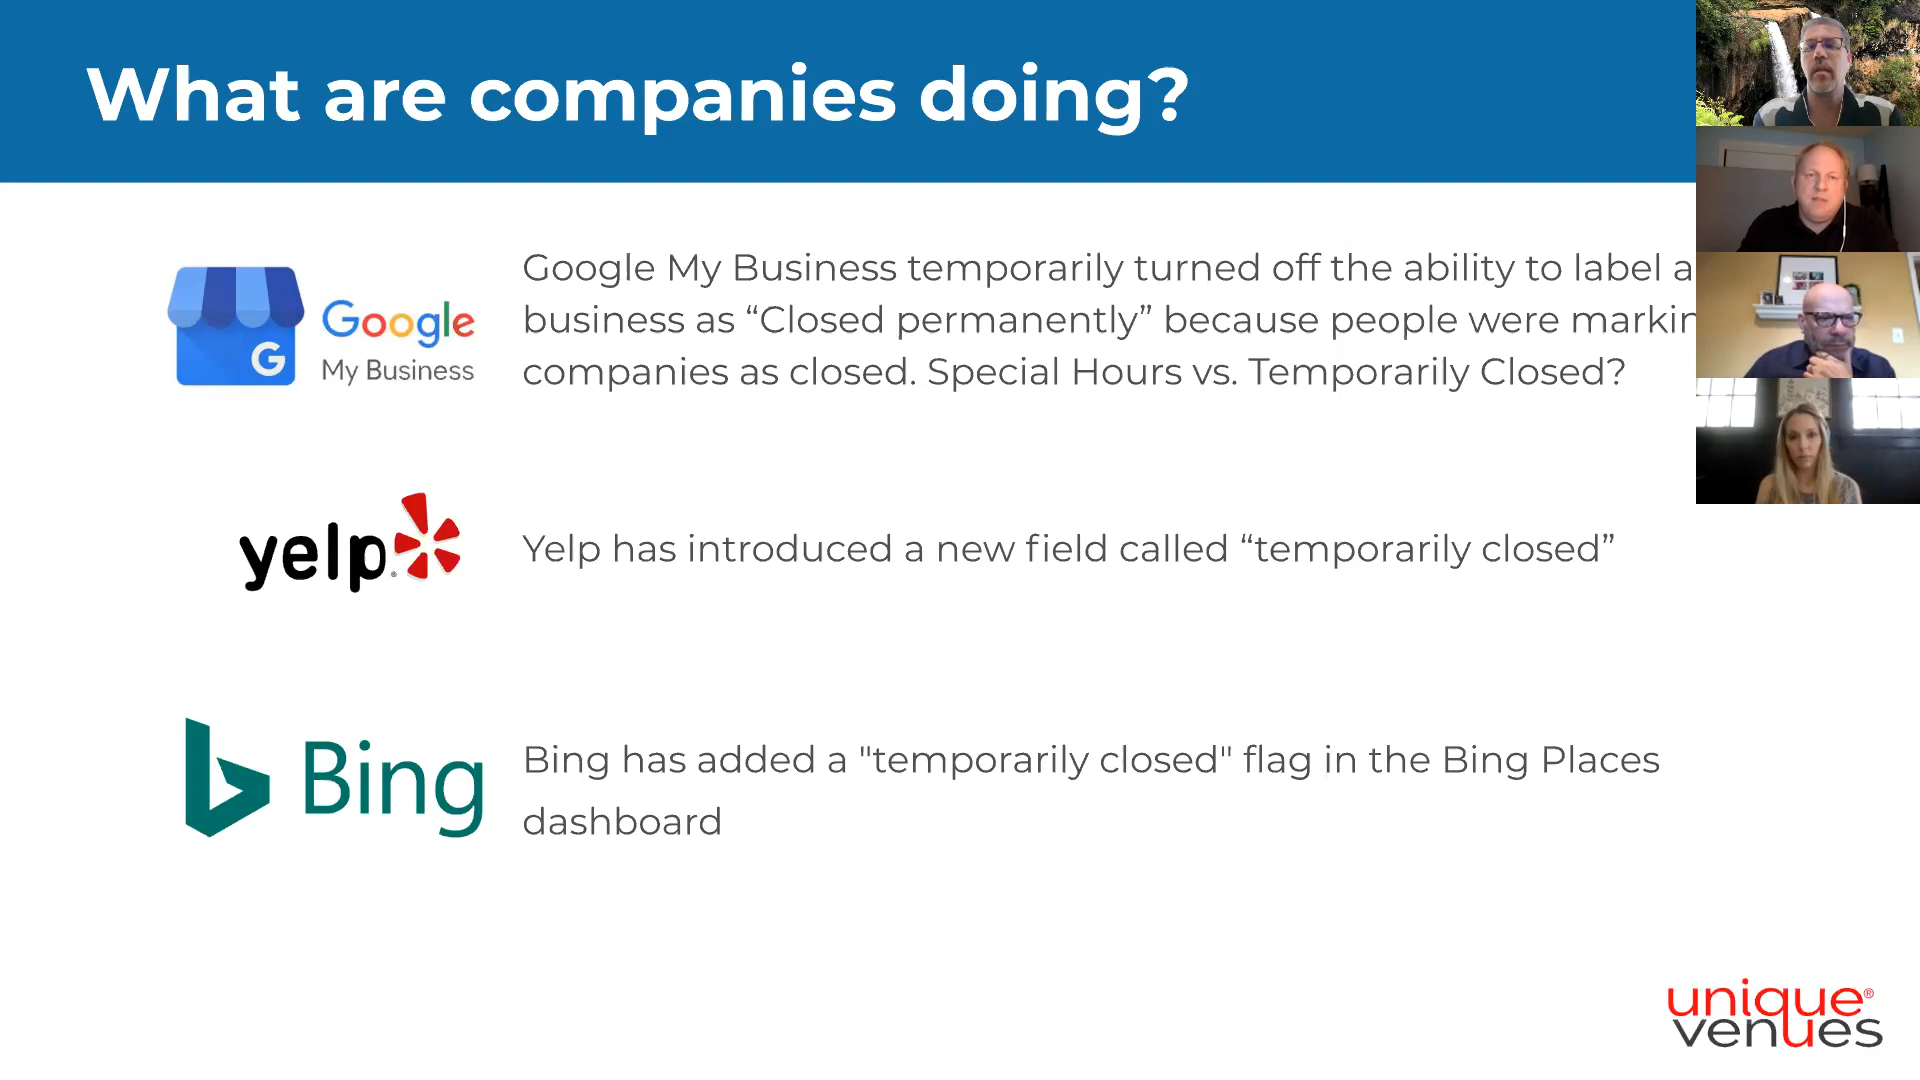 What are companies doing?
Google My Business temporarily turned off the ability to label a
business as “Closed permanently” because people were markin
companies as closed. Special Hours vs. Temporarily Closed?
G
Google
My Business
yelp
Yelp has introduced a new field called “temporarily closed”
Bing
Bing has added a "temporarily closed" flag in the Bing Places
dashboard
unique®
venues